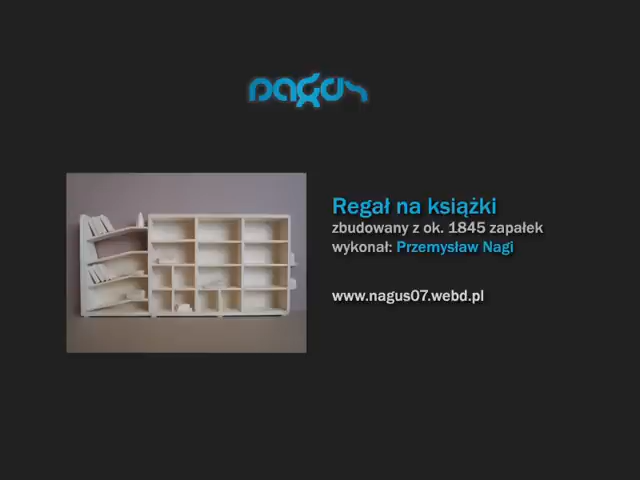 nagus
Regał na książki
zbudowany z ok. 1845 zapałek
wykonał: Przemysław Nagi
www.nagus07.webd.pl